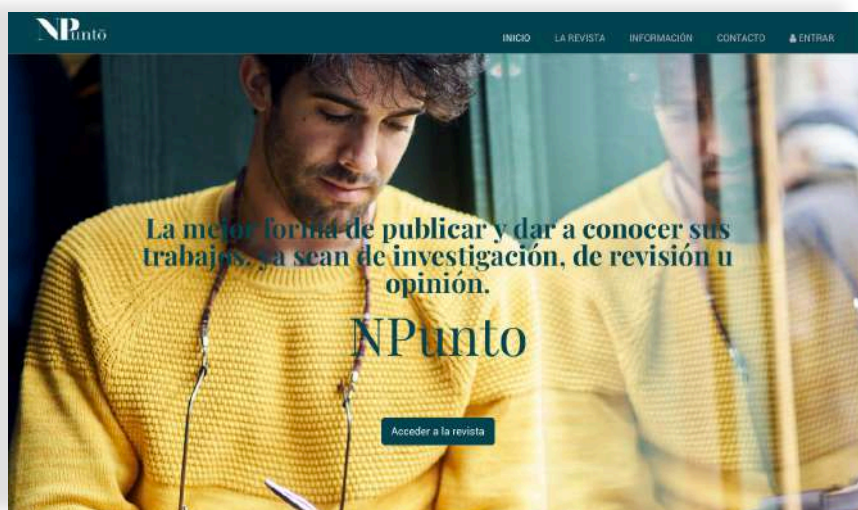 NPuntō
INICIO LA REVISTA INFORMACIÓN CONTACTO ENTRAR
La mejor forma de publicar y dar a conocer sus
trabajos, ya sean de investigación, de revisión u
opinión.
NPunto
Acceder a la revista